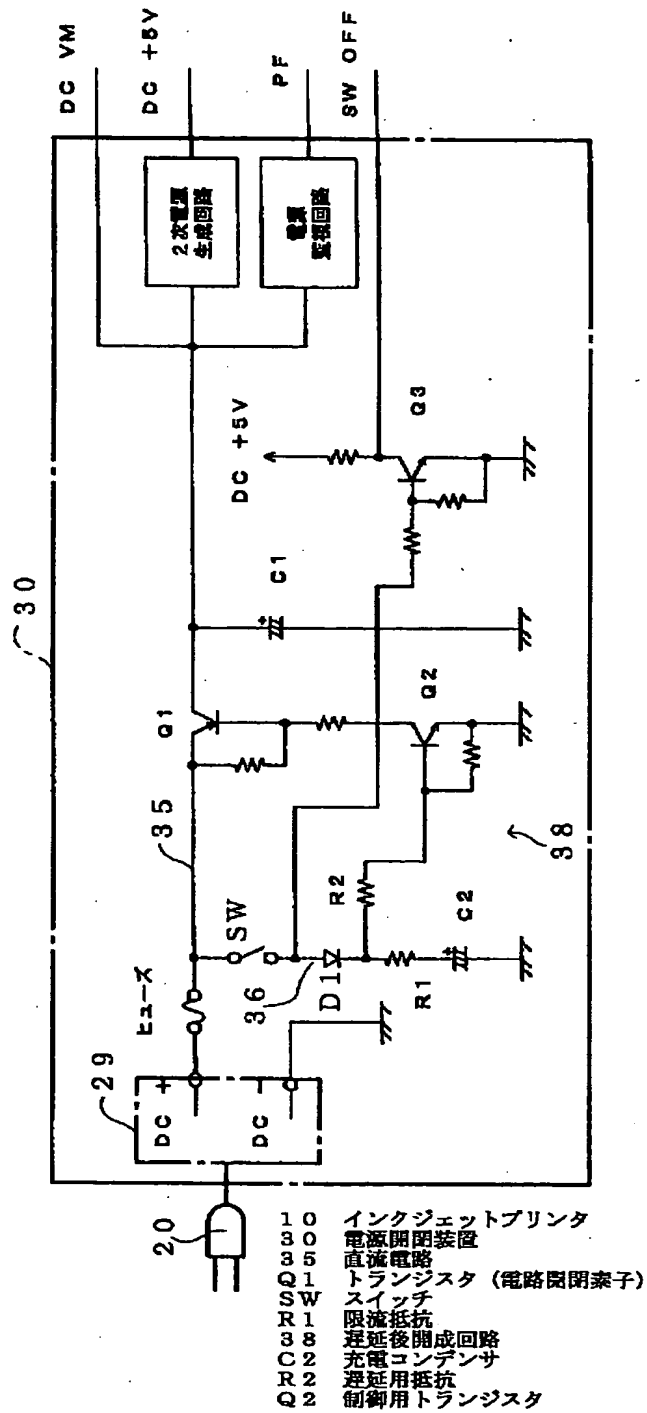 30
DC VM
DC +5V
PF
SW OFF
2次電源
生成回路
電源
監視回路
DC +5V
Q3
C1
Q1
Q2
35
38
SW
R2
C2
36
D1
R1
ヒューズ
29
DC +
DC −
20
10 インクジェットプリンタ
30 電源開閉装置
35 直流電路
Q1 トランジスタ（電路開閉素子）
SW スイッチ
R1 限流抵抗
38 遅延後開成回路
C2 充電コンデンサ
R2 遅延用抵抗
Q2 制御用トランジスタ